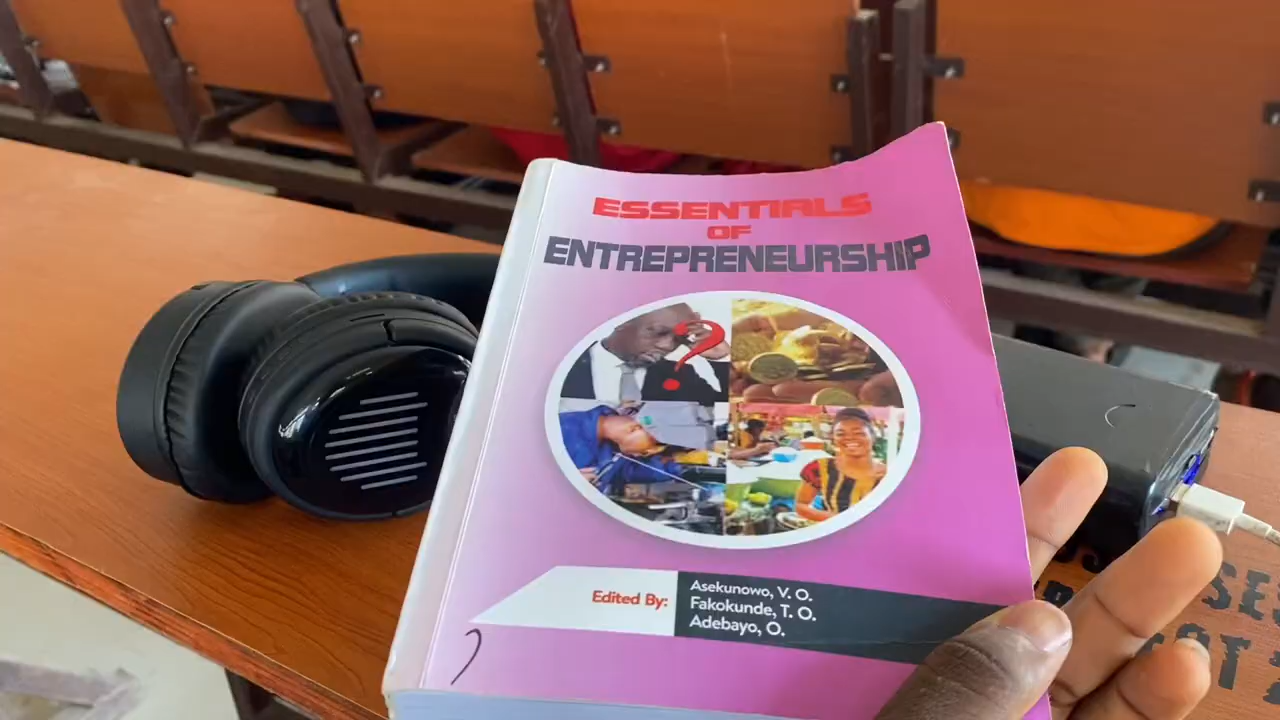 ESSENTIALS
OF
ENTREPRENEURSHIP
?
Edited By:
Asekunowo, V. O.
Fakokunde, T. O.
Adebayo, O.